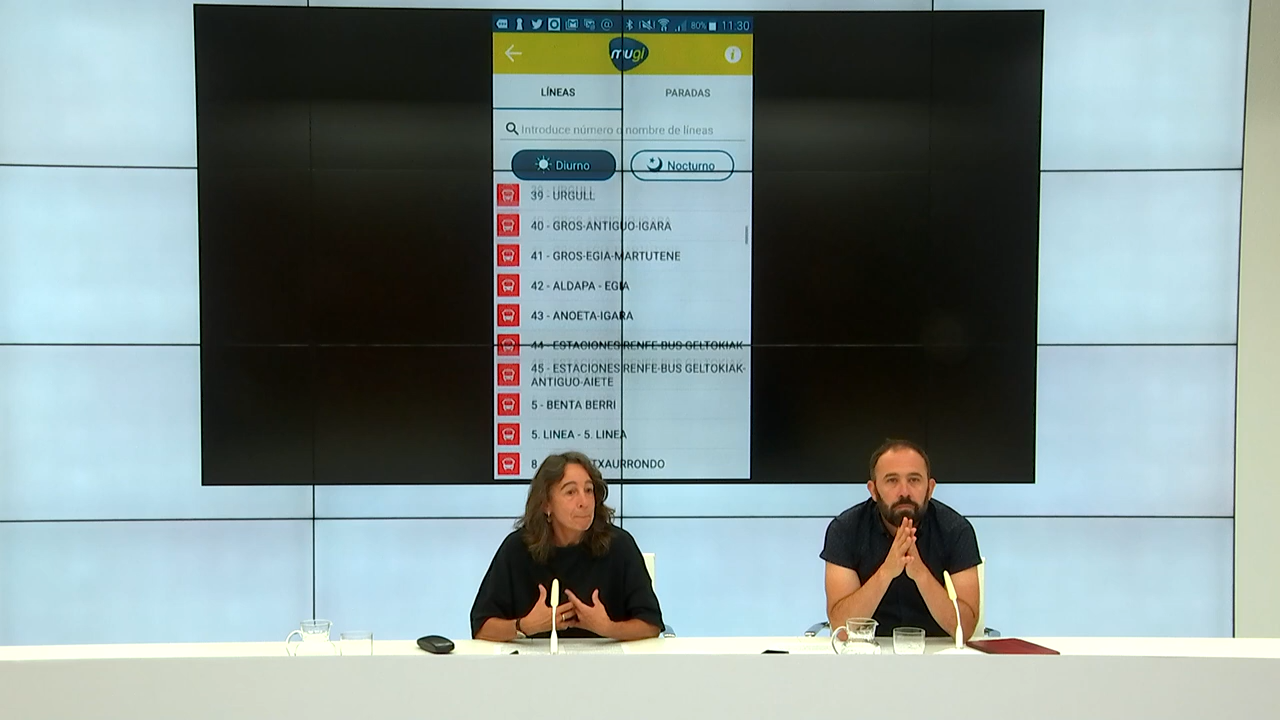 80% 11:30
mugi
LÍNEAS PARADAS
Introduce número o nombre de líneas
Diurno Nocturno
39 - URGULL
40 - GROS-ANTIGUO-IGARA
41 - GROS-EGIA-MARTUTENE
42 - ALDAPA - EGIA
43 - ANOETA-IGARA
44 - ESTACIONES RENFE-BUS GELTOKIAK-
45 - ESTACIONES RENFE-BUS GELTOKIAK-
ANTIGUO-AIETE
5 - BENTA BERRI
5. LINEA - 5. LINEA
8